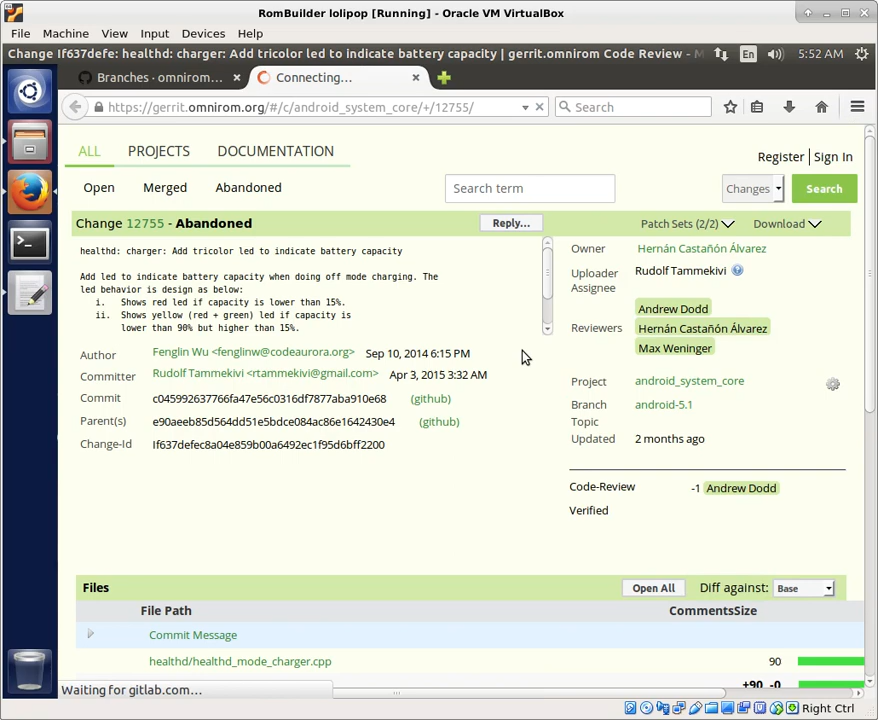 RomBuilder lolipop [Running] - Oracle VM VirtualBox
File Machine View Input Devices Help
Change If637defe: healthd: charger: Add tricolor led to indicate battery capacity | gerrit.omnirom Code Review - M En 5:52 AM
Branches · omnirom... × Connecting... ×
https://gerrit.omnirom.org/#/c/android_system_core/+/12755/ Search
ALL PROJECTS DOCUMENTATION
Register Sign In
Open Merged Abandoned Search term Changes Search
Change 12755 - Abandoned Reply... Patch Sets (2/2) Download
healthd: charger: Add tricolor led to indicate battery capacity
Add led to indicate battery capacity when doing off mode charging. The
led behavior is design as below:
i. Shows red led if capacity is lower than 15%.
ii. Shows yellow (red + green) led if capacity is
lower than 90% but higher than 15%.
Owner Hernán Castañón Álvarez
Uploader Rudolf Tammekivi
Assignee
Reviewers Andrew Dodd
Hernán Castañón Álvarez
Max Weninger
Author Fenglin Wu <fenglinw@codeaurora.org> Sep 10, 2014 6:15 PM
Committer Rudolf Tammekivi <rtammekivi@gmail.com> Apr 3, 2015 3:32 AM
Commit c045992637766fa47e56c0316df7877aba910e68 (github)
Parent(s) e90aeeb85d564dd51e5bdce084ac86e1642430e4 (github)
Change-Id If637defec8a04e859b00a6492ec1f95d6bff2200
Project android_system_core
Branch android-5.1
Topic
Updated 2 months ago
Code-Review -1 Andrew Dodd
Verified
Files Open All Diff against: Base
File Path CommentsSize
Commit Message
healthd/healthd_mode_charger.cpp 90
+90 -0
Waiting for gitlab.com...
Right Ctrl